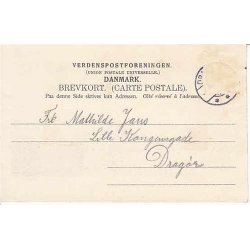 VERDENSPOSTFORENINGEN.
(UNION POSTALE UNIVERSELLE.)
DANMARK.
BREVKORT. (CARTE POSTALE).
Paa denne Side skrives kun Adressen. Côté réservé à l'adresse.
Frk Mathilde Jans
Lille Kongensgade
Dragør.